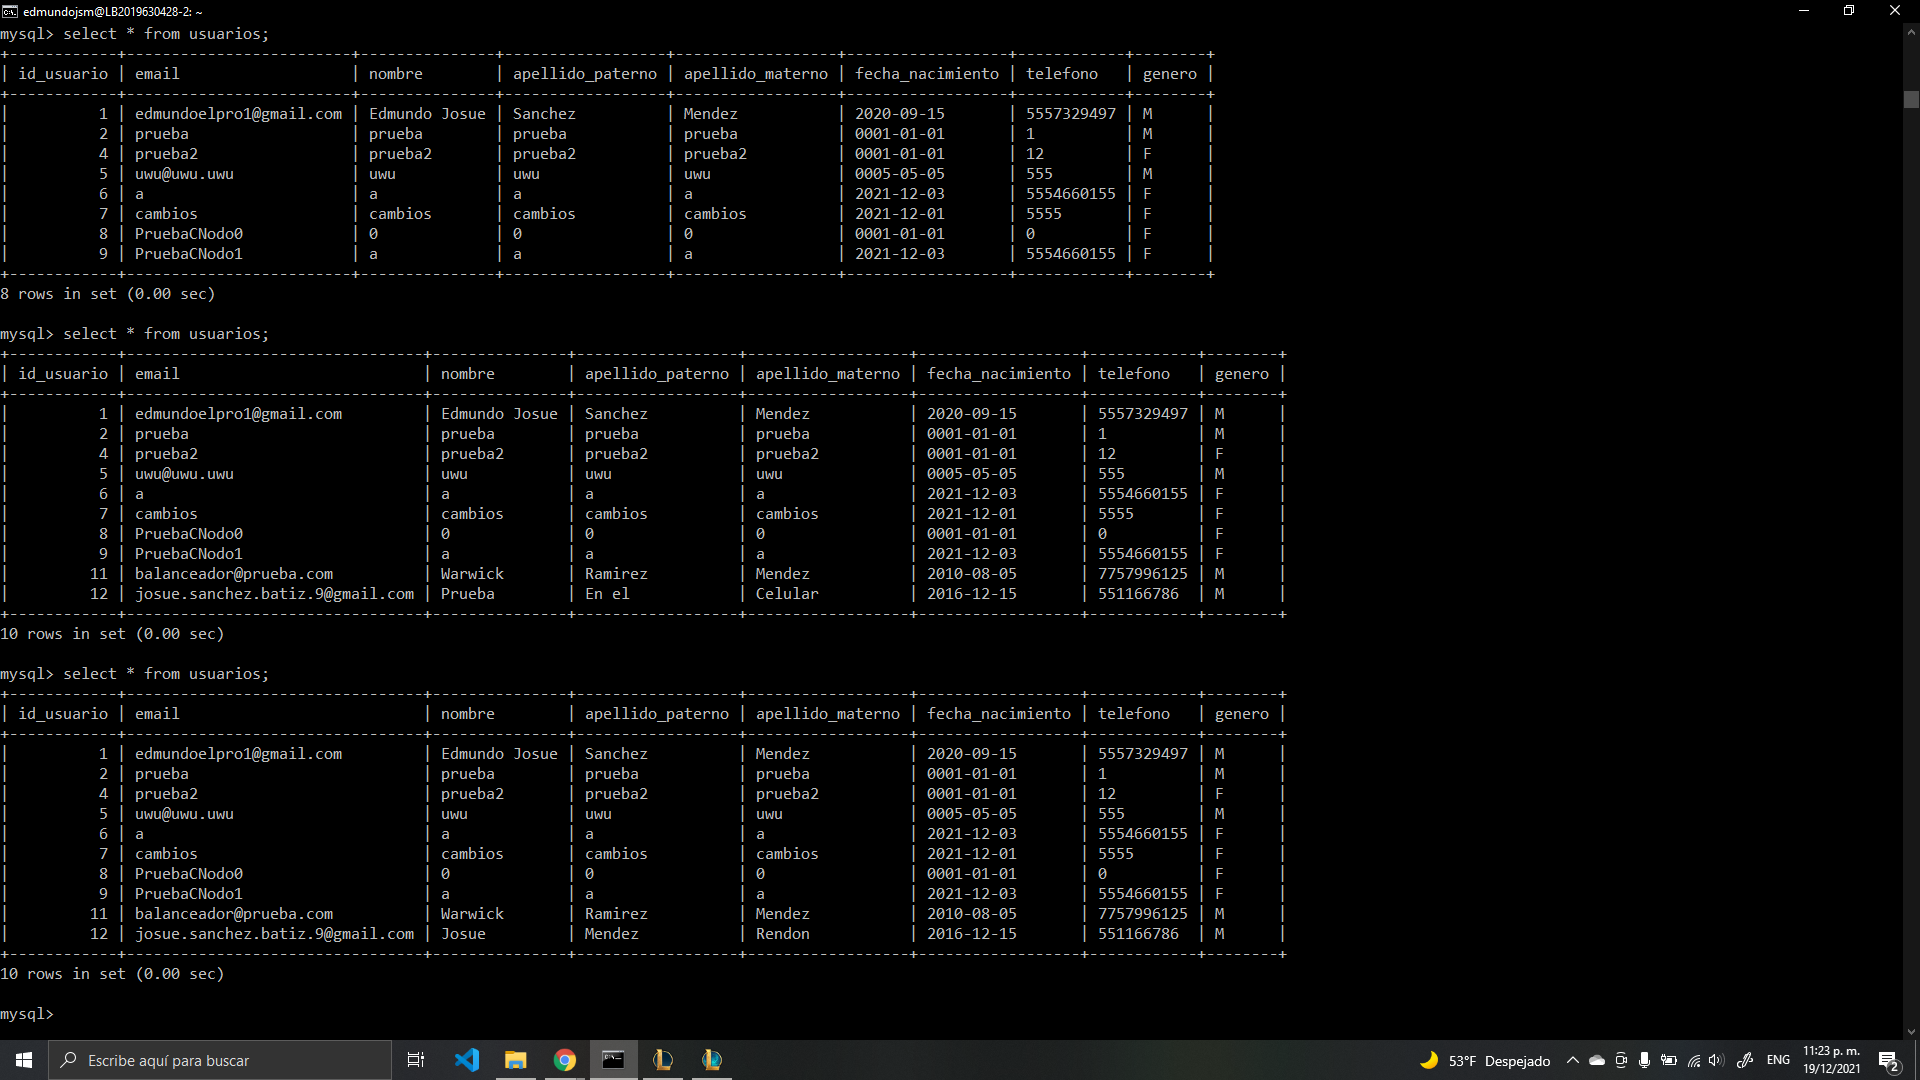 edmundojsm@LB2019630428-2: ~
mysql> select * from usuarios;
+------------+-------------------------+---------------+------------------+------------------+------------------+------------+--------+
| id_usuario | email                   | nombre        | apellido_paterno | apellido_materno | fecha_nacimiento | telefono   | genero |
+------------+-------------------------+---------------+------------------+------------------+------------------+------------+--------+
|          1 | edmundoelpro1@gmail.com | Edmundo Josue | Sanchez          | Mendez           | 2020-09-15       | 5557329497 | M      |
|          2 | prueba                  | prueba        | prueba           | prueba           | 0001-01-01       | 1          | M      |
|          4 | prueba2                 | prueba2       | prueba2          | prueba2          | 0001-01-01       | 12         | F      |
|          5 | uwu@uwu.uwu             | uwu           | uwu              | uwu              | 0005-05-05       | 555        | M      |
|          6 | a                       | a             | a                | a                | 2021-12-03       | 5554660155 | F      |
|          7 | cambios                 | cambios       | cambios          | cambios          | 2021-12-01       | 5555       | F      |
|          8 | PruebaCNodo0            | 0             | 0                | 0                | 0001-01-01       | 0          | F      |
|          9 | PruebaCNodo1            | a             | a                | a                | 2021-12-03       | 5554660155 | F      |
+------------+-------------------------+---------------+------------------+------------------+------------------+------------+--------+
8 rows in set (0.00 sec)
mysql> select * from usuarios;
+------------+---------------------------------+---------------+------------------+------------------+------------------+------------+--------+
| id_usuario | email                           | nombre        | apellido_paterno | apellido_materno | fecha_nacimiento | telefono   | genero |
+------------+---------------------------------+---------------+------------------+------------------+------------------+------------+--------+
|          1 | edmundoelpro1@gmail.com         | Edmundo Josue | Sanchez          | Mendez           | 2020-09-15       | 5557329497 | M      |
|          2 | prueba                          | prueba        | prueba           | prueba           | 0001-01-01       | 1          | M      |
|          4 | prueba2                         | prueba2       | prueba2          | prueba2          | 0001-01-01       | 12         | F      |
|          5 | uwu@uwu.uwu                     | uwu           | uwu              | uwu              | 0005-05-05       | 555        | M      |
|          6 | a                               | a             | a                | a                | 2021-12-03       | 5554660155 | F      |
|          7 | cambios                         | cambios       | cambios          | cambios          | 2021-12-01       | 5555       | F      |
|          8 | PruebaCNodo0                    | 0             | 0                | 0                | 0001-01-01       | 0          | F      |
|          9 | PruebaCNodo1                    | a             | a                | a                | 2021-12-03       | 5554660155 | F      |
|         11 | balanceador@prueba.com          | Warwick       | Ramirez          | Mendez           | 2010-08-05       | 7757996125 | M      |
|         12 | josue.sanchez.batiz.9@gmail.com | Prueba        | En el            | Celular          | 2016-12-15       | 551166786  | M      |
+------------+---------------------------------+---------------+------------------+------------------+------------------+------------+--------+
10 rows in set (0.00 sec)
mysql> select * from usuarios;
+------------+---------------------------------+---------------+------------------+------------------+------------------+------------+--------+
| id_usuario | email                           | nombre        | apellido_paterno | apellido_materno | fecha_nacimiento | telefono   | genero |
+------------+---------------------------------+---------------+------------------+------------------+------------------+------------+--------+
|          1 | edmundoelpro1@gmail.com         | Edmundo Josue | Sanchez          | Mendez           | 2020-09-15       | 5557329497 | M      |
|          2 | prueba                          | prueba        | prueba           | prueba           | 0001-01-01       | 1          | M      |
|          4 | prueba2                         | prueba2       | prueba2          | prueba2          | 0001-01-01       | 12         | F      |
|          5 | uwu@uwu.uwu                     | uwu           | uwu              | uwu              | 0005-05-05       | 555        | M      |
|          6 | a                               | a             | a                | a                | 2021-12-03       | 5554660155 | F      |
|          7 | cambios                         | cambios       | cambios          | cambios          | 2021-12-01       | 5555       | F      |
|          8 | PruebaCNodo0                    | 0             | 0                | 0                | 0001-01-01       | 0          | F      |
|          9 | PruebaCNodo1                    | a             | a                | a                | 2021-12-03       | 5554660155 | F      |
|         11 | balanceador@prueba.com          | Warwick       | Ramirez          | Mendez           | 2010-08-05       | 7757996125 | M      |
|         12 | josue.sanchez.batiz.9@gmail.com | Josue         | Mendez           | Rendon           | 2016-12-15       | 551166786  | M      |
+------------+---------------------------------+---------------+------------------+------------------+------------------+------------+--------+
10 rows in set (0.00 sec)
mysql>
Escribe aquí para buscar
53°F Despejado
ENG
11:23 p. m.
19/12/2021
2